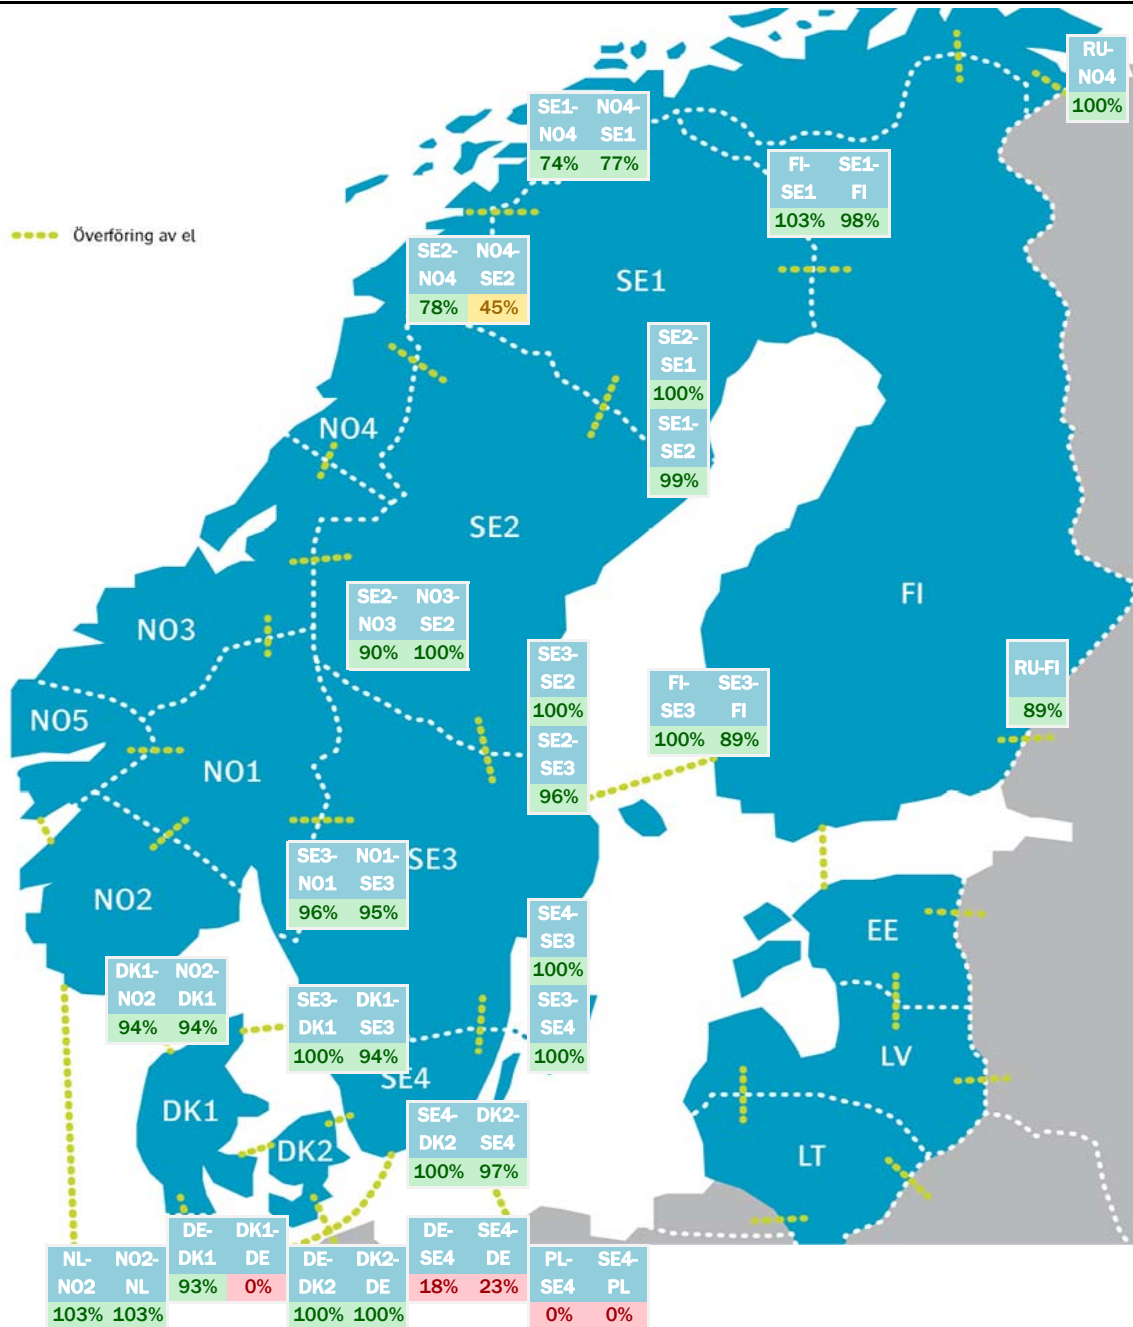 RU-
NO4
100%
SE1- NO4-
NO4 SE1
74% 77%
FI- SE1-
SE1 FI
103% 98%
Överföring av el
SE2- NO4-
NO4 SE2
78% 45%
SE1
SE2-
SE1
100%
SE1-
SE2
99%
NO4
SE2
FI
SE2- NO3-
NO3 SE2
90% 100%
NO3
SE3-
SE2
100%
SE2-
SE3
96%
FI- SE3-
SE3 FI
100% 89%
RU-FI
89%
NO5
NO1
SE3- NO1-
NO1 SE3
96% 95%
SE3
NO2
SE4-
SE3
100%
SE3-
SE4
100%
EE
DK1- NO2-
NO2 DK1
94% 94%
SE3- DK1-
DK1 SE3
100% 94%
LV
SE4
DK1
SE4- DK2-
DK2 SE4
100% 97%
DK2
LT
DE- DK1-
DK1 DE
93% 0%
DE- SE4-
SE4 DE
18% 23%
NL- NO2-
NO2 NL
103% 103%
DE- DK2-
DK2 DE
100% 100%
PL- SE4-
SE4 PL
0% 0%